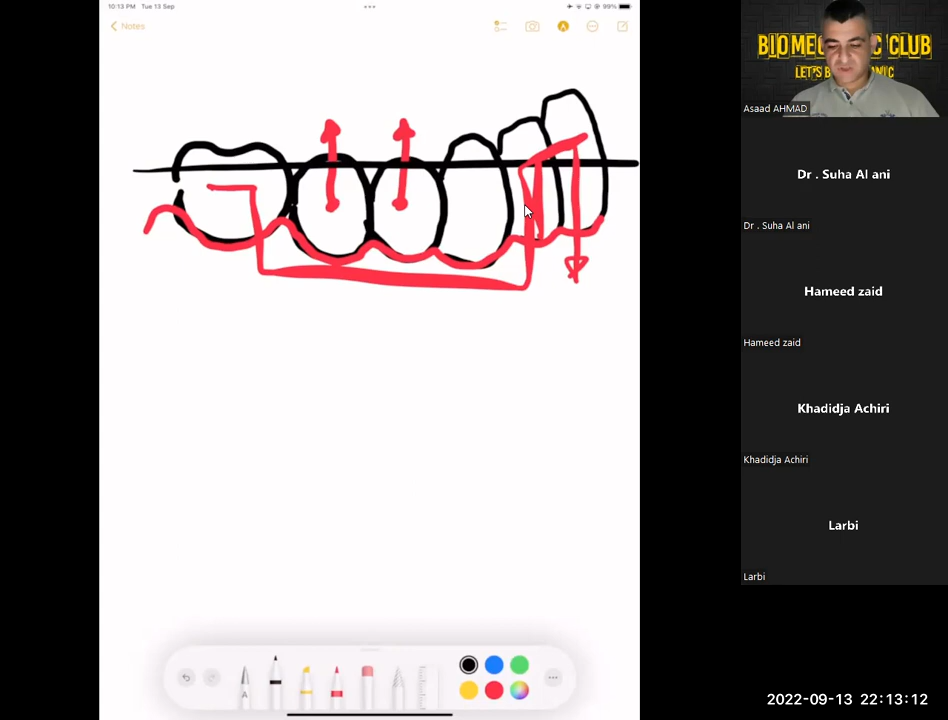 10:13 PM Tue 13 Sep
99%
Notes
Asaad AHMAD
Dr . Suha Al ani
Dr . Suha Al ani
Hameed zaid
Hameed zaid
Khadidja Achiri
Khadidja Achiri
Larbi
Larbi
2022-09-13 22:13:12